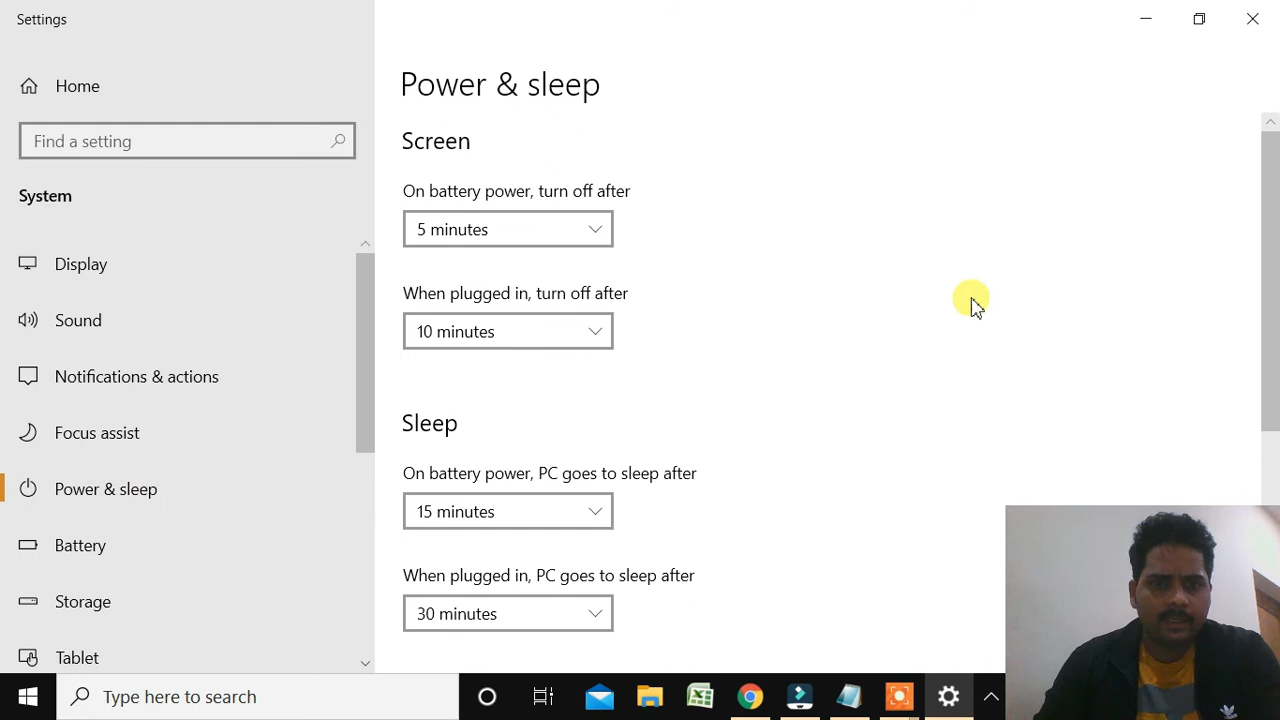 Settings
Home
Find a setting
System
Display
Sound
Notifications & actions
Focus assist
Power & sleep
Battery
Storage
Tablet
Power & sleep
Screen
On battery power, turn off after
5 minutes
When plugged in, turn off after
10 minutes
Sleep
On battery power, PC goes to sleep after
15 minutes
When plugged in, PC goes to sleep after
30 minutes
Type here to search